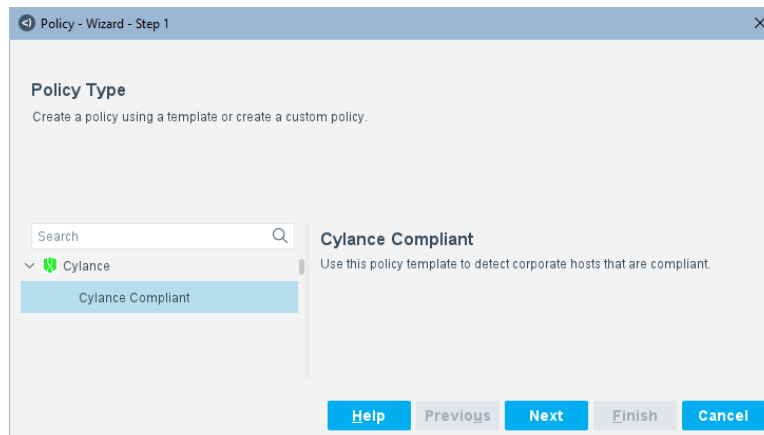 Policy - Wizard - Step 1
Policy Type
Create a policy using a template or create a custom policy.
Search
Cylance
Cylance Compliant
Cylance Compliant
Use this policy template to detect corporate hosts that are compliant.
Help Previous Next Finish Cancel